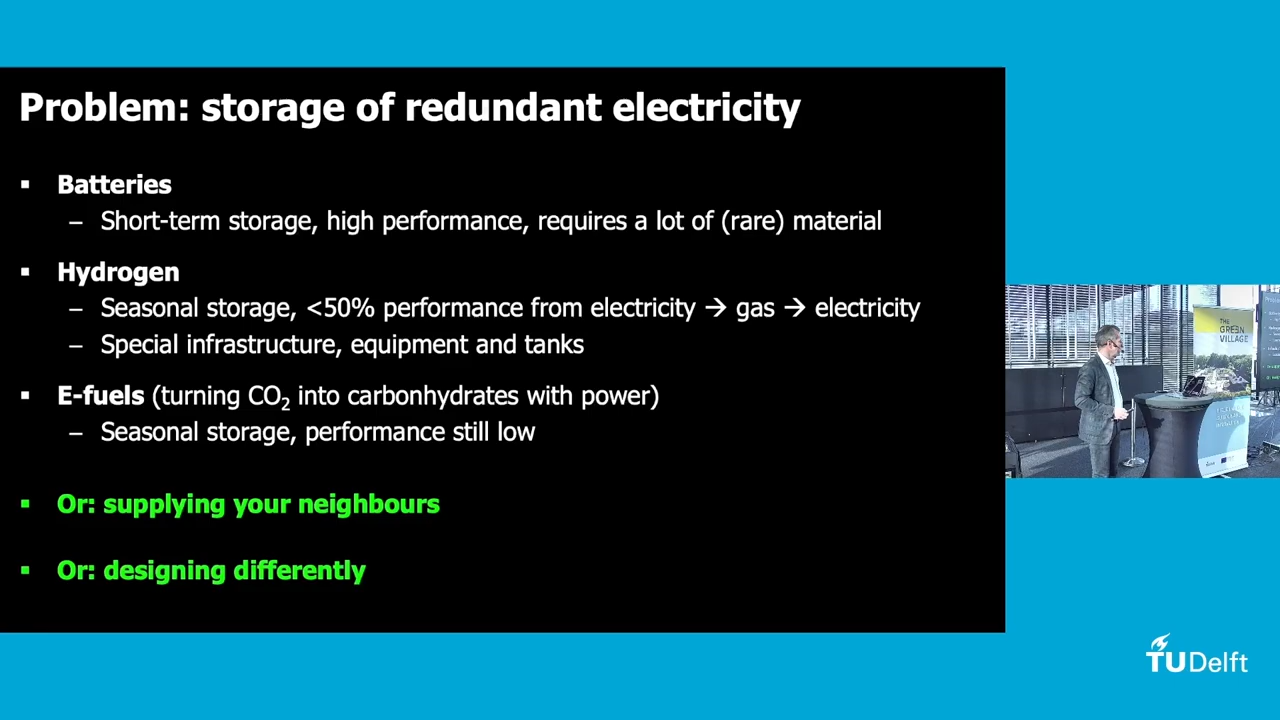 Problem: storage of redundant electricity
▪ Batteries
– Short-term storage, high performance, requires a lot of (rare) material
▪ Hydrogen
– Seasonal storage, <50% performance from electricity → gas → electricity
– Special infrastructure, equipment and tanks
▪ E-fuels (turning CO₂ into carbonhydrates with power)
– Seasonal storage, performance still low
▪ Or: supplying your neighbours
▪ Or: designing differently
THE
GREEN
VILLAGE
TU Delft